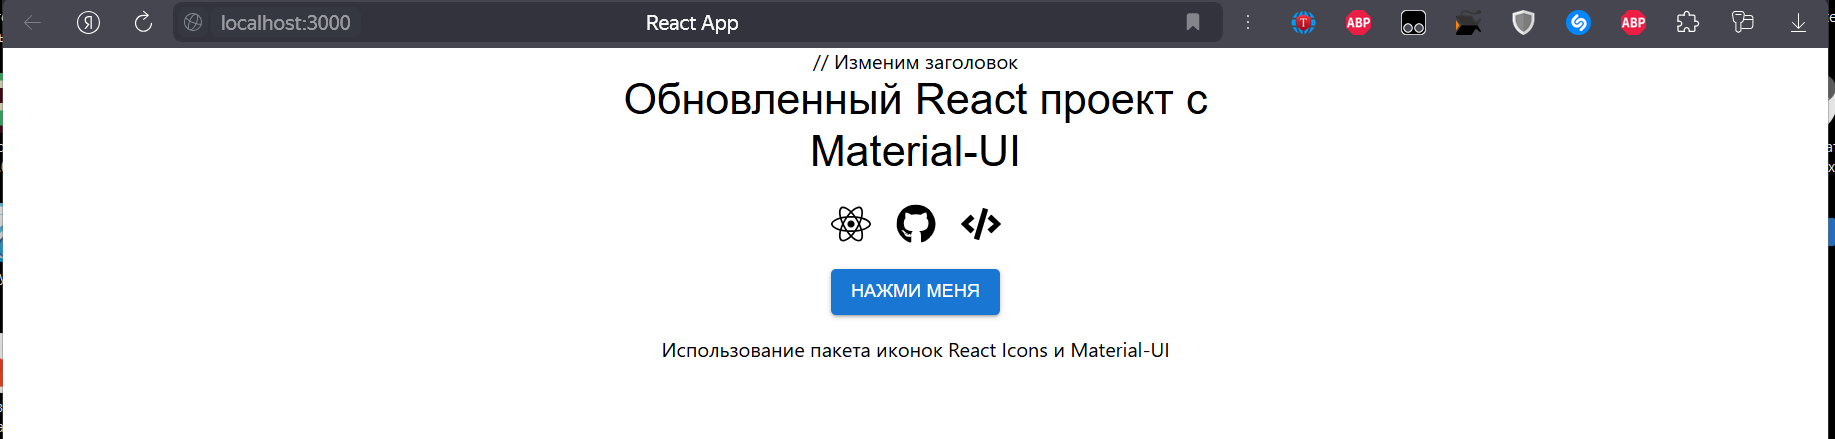 Я localhost:3000 React App T ABP ABP
// Изменим заголовок
Обновленный React проект с
Material-UI
НАЖМИ МЕНЯ
Использование пакета иконок React Icons и Material-UI